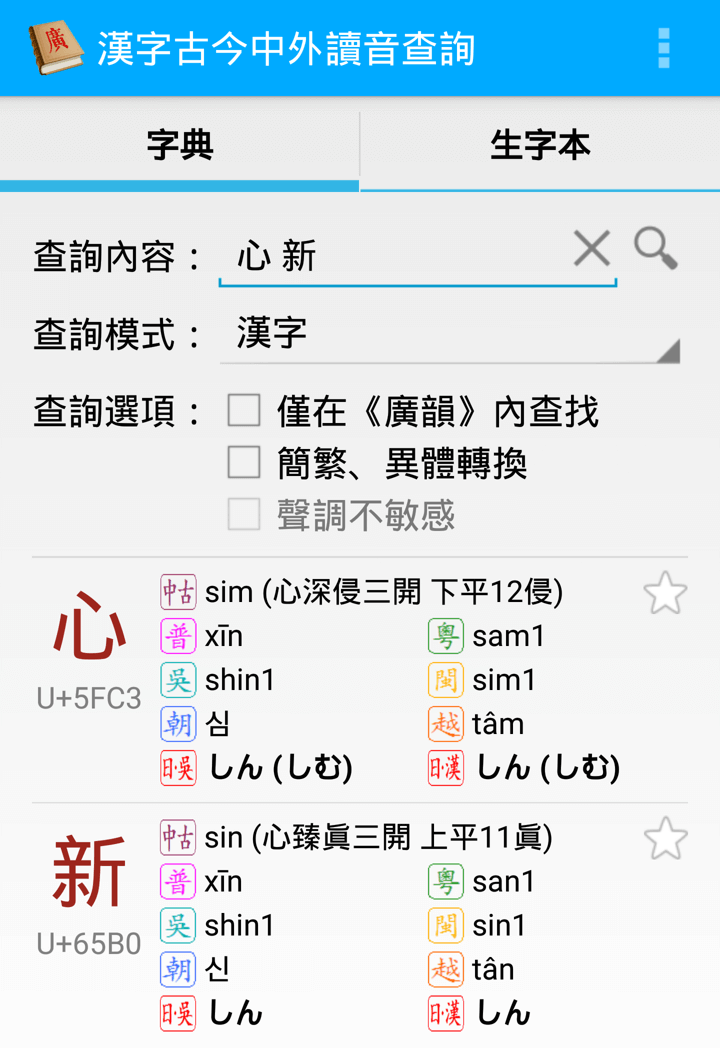 廣
漢字古今中外讀音查詢
字典 生字本
查詢內容： 心 新
查詢模式： 漢字
查詢選項： 僅在《廣韻》內查找
簡繁、異體轉換
聲調不敏感
心
U+5FC3
中古 sim (心深侵三開 下平12侵)
普 xīn 粵 sam1
吳 shin1 閩 sim1
朝 심 越 tâm
日·吳 しん (しむ) 日·漢 しん (しむ)
新
U+65B0
中古 sin (心臻眞三開 上平11眞)
普 xīn 粵 san1
吳 shin1 閩 sin1
朝 신 越 tân
日·吳 しん 日·漢 しん